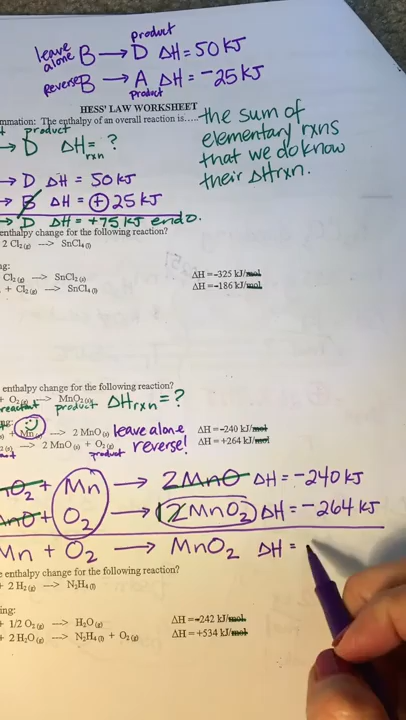 product
leave alone B → D ΔH = 50 kJ
reverse B → A ΔH = -25 kJ
Product
HESS' LAW WORKSHEET
mmation: The enthalpy of an overall reaction is…..
the sum of
elementary rxns
that we do know
their ΔHrxn.
product
→ D ΔH rxn = ?
→ D ΔH = 50 kJ
→ B ΔH = + 25 kJ
→ D ΔH = +75 kJ endo.
enthalpy change for the following reaction?
2 Cl₂ (g) ---> SnCl₄ (l)
ng:
Cl₂ (g) ---> SnCl₂ (s) ΔH = -325 kJ/mol
+ Cl₂ (g) ---> SnCl₄ (l) ΔH = -186 kJ/mol
enthalpy change for the following reaction?
+ O₂ (g) ---> MnO₂ (s) ΔHrxn = ?
reactant product
ng:
+ Mn (s) ---> 2 MnO (s) leave alone ΔH = -240 kJ/mol
---> 2 MnO (s) + O₂ (g) reverse! ΔH = +264 kJ/mol
product
O₂ + Mn → 2MnO ΔH = -240 kJ
MnO + O₂ → 2MnO₂ ΔH = -264 kJ
Mn + O₂ → MnO₂ ΔH =
e enthalpy change for the following reaction?
+ 2 H₂ (g) ---> N₂H₄ (l)
ing:
+ 1/2 O₂ (g) ---> H₂O (g) ΔH = -242 kJ/mol
+ 2 H₂O (g) ---> N₂H₄ (l) + O₂ (g) ΔH = +534 kJ/mol